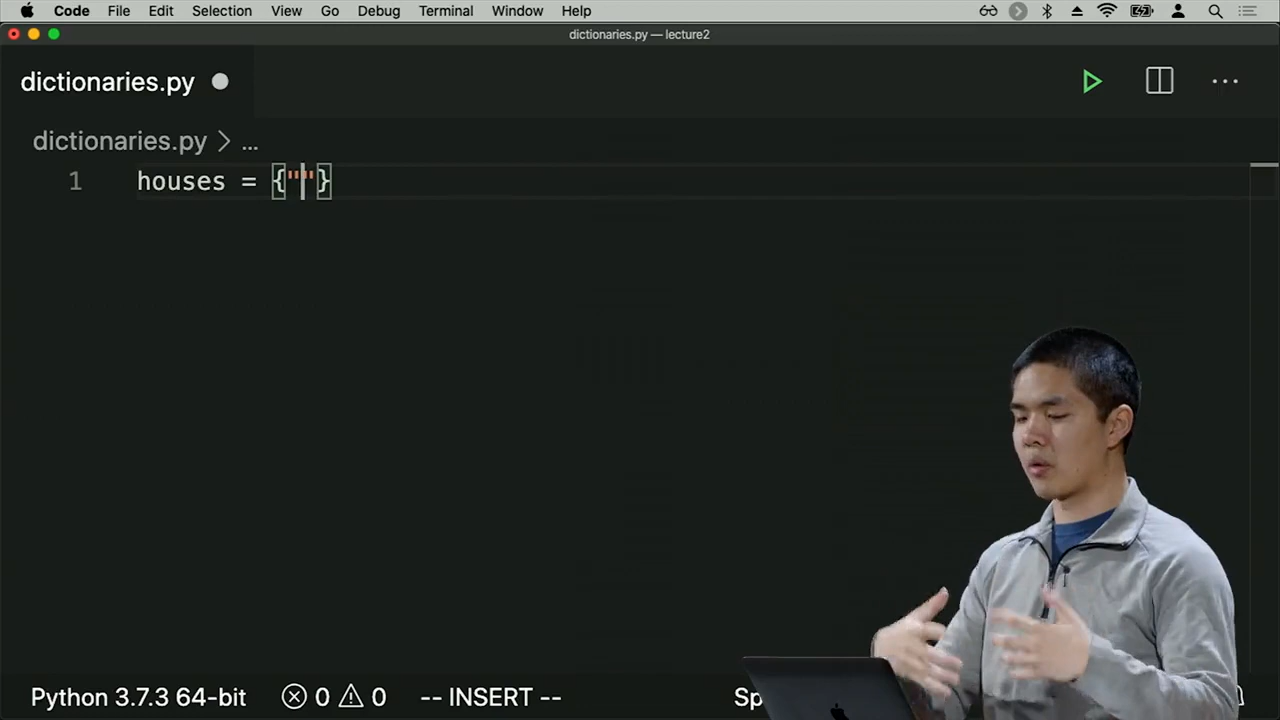 Code File Edit Selection View Go Debug Terminal Window Help
dictionaries.py — lecture2
dictionaries.py
dictionaries.py > ...
1 houses = {""}
Python 3.7.3 64-bit 0 0 -- INSERT --